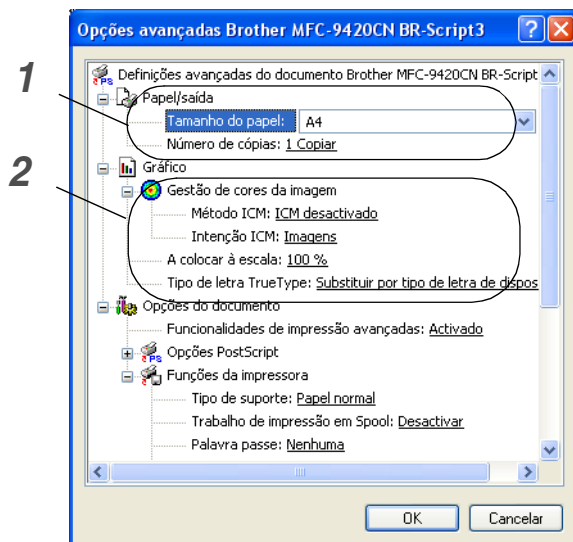 Opções avançadas Brother MFC-9420CN BR-Script3
Definições avançadas do documento Brother MFC-9420CN BR-Script
1
Papel/saída
Tamanho do papel: A4
Número de cópias: 1 Copiar
2
Gráfico
Gestão de cores da imagem
Método ICM: ICM desactivado
Intenção ICM: Imagens
A colocar à escala: 100 %
Tipo de letra TrueType: Substituir por tipo de letra de dispos
Opções do documento
Funcionalidades de impressão avançadas: Activado
Opções PostScript
Funções da impressora
Tipo de suporte: Papel normal
Trabalho de impressão em Spool: Desactivar
Palavra passe: Nenhuma
OK Cancelar